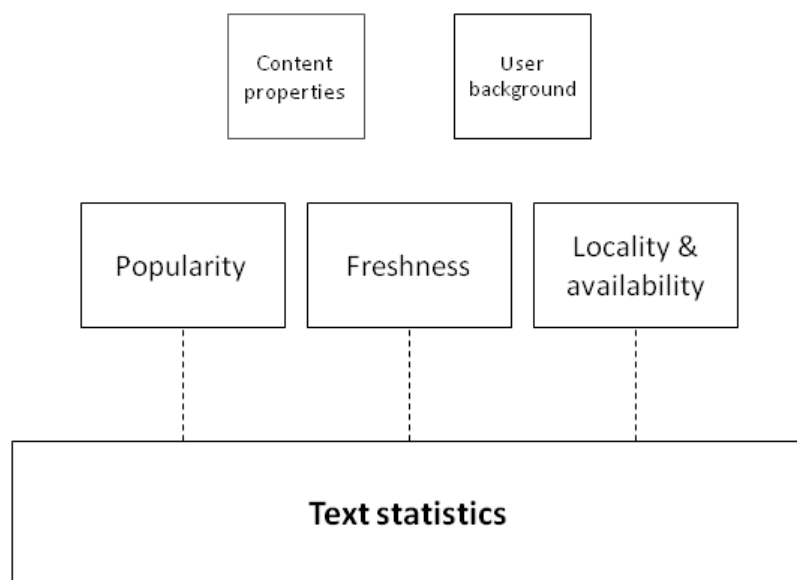 Content
properties
User
background
Popularity
Freshness
Locality &
availability
Text statistics